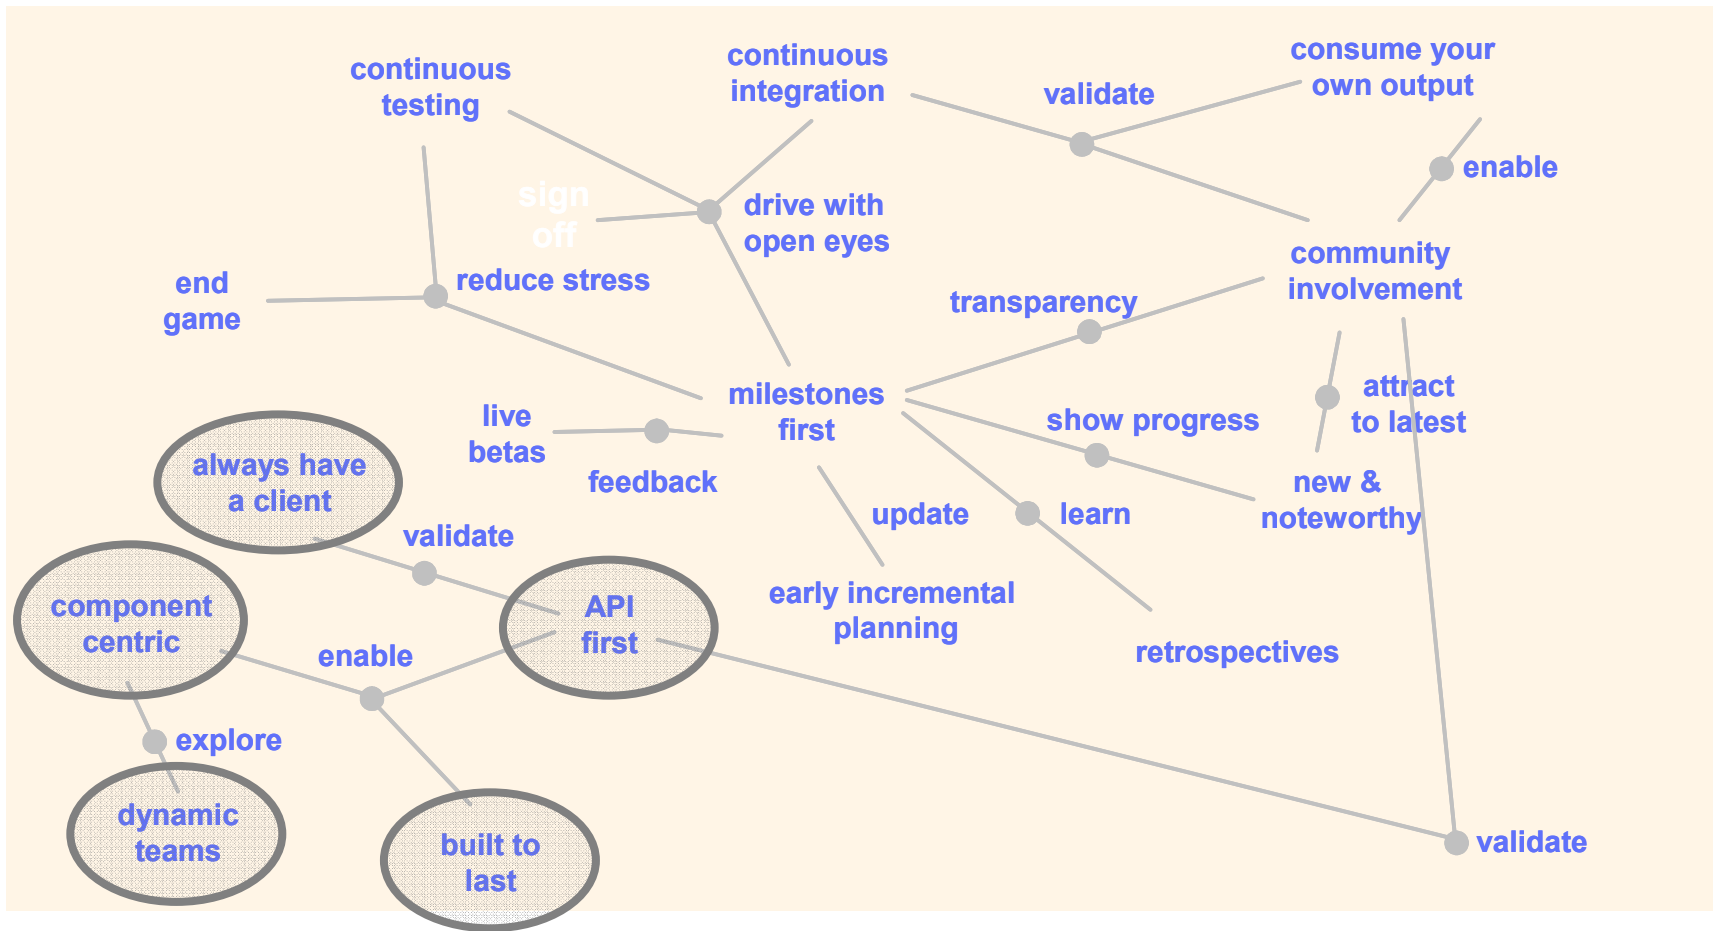 continuous
testing
continuous
integration
validate
consume your
own output
enable
sign
off
drive with
open eyes
community
involvement
end
game
reduce stress
transparency
milestones
first
live
betas
feedback
show progress
attract
to latest
always have
a client
new &
noteworthy
update
learn
validate
component
centric
API
first
early incremental
planning
retrospectives
enable
explore
dynamic
teams
built to
last
validate